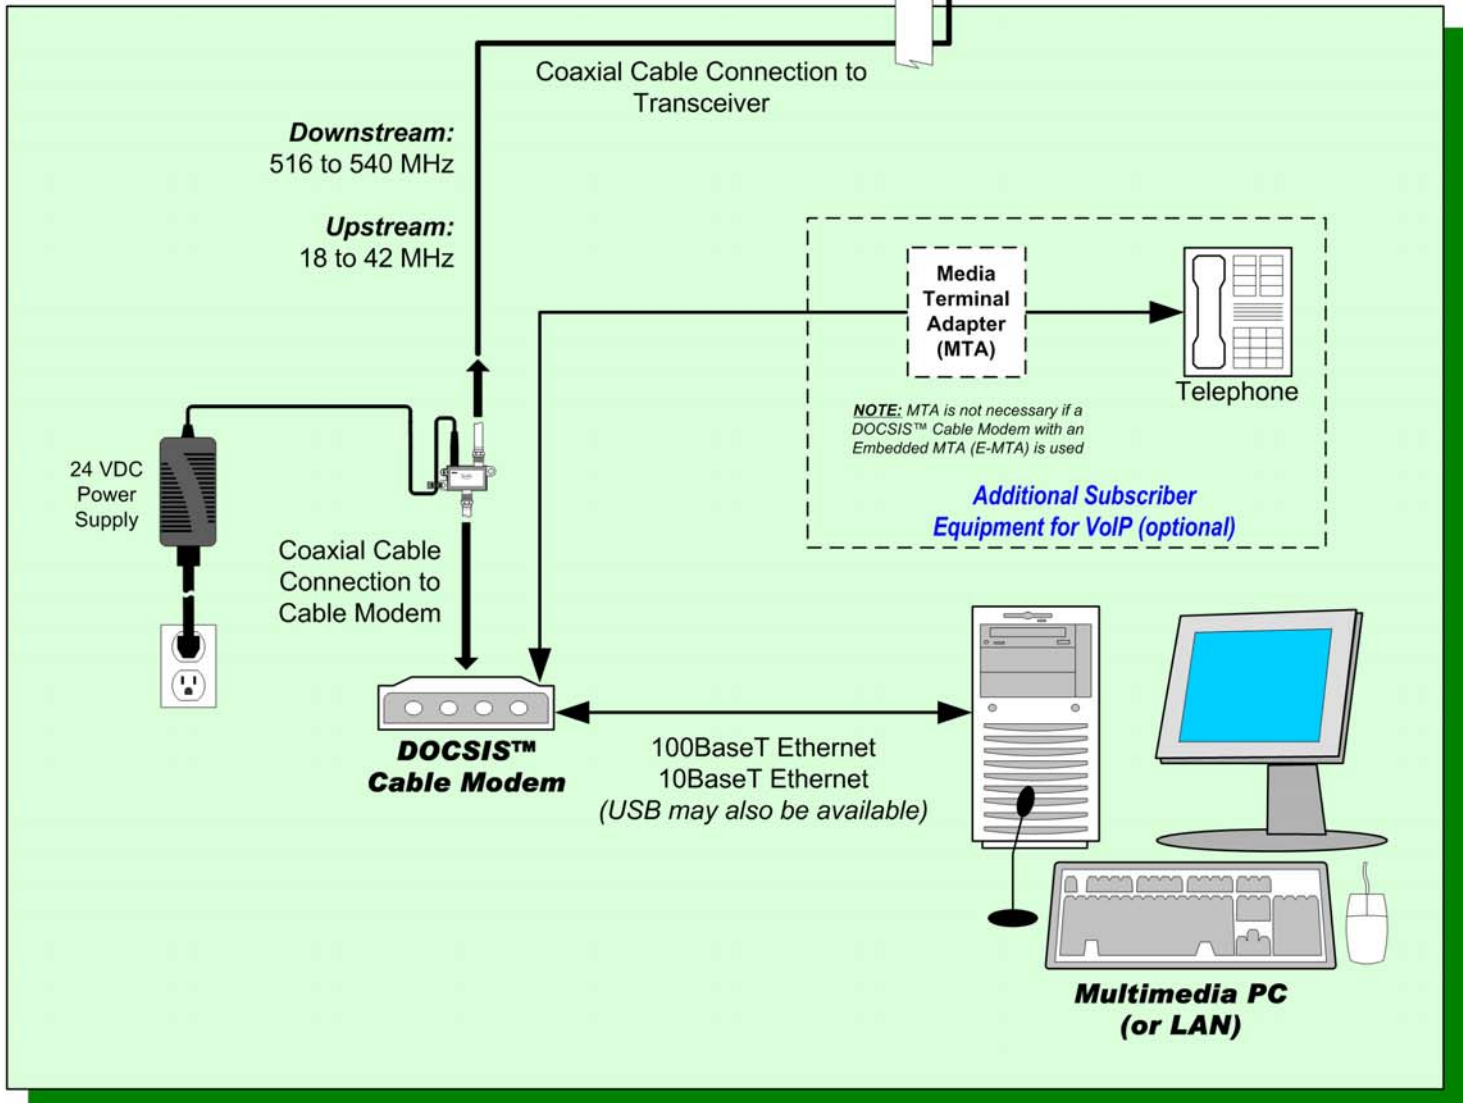 Coaxial Cable Connection to
Transceiver
Downstream:
516 to 540 MHz
Upstream:
18 to 42 MHz
Media
Terminal
Adapter
(MTA)
Telephone
NOTE: MTA is not necessary if a
DOCSIS™ Cable Modem with an
Embedded MTA (E-MTA) is used
Additional Subscriber
Equipment for VoIP (optional)
24 VDC
Power
Supply
Coaxial Cable
Connection to
Cable Modem
DOCSIS™
Cable Modem
100BaseT Ethernet
10BaseT Ethernet
(USB may also be available)
Multimedia PC
(or LAN)